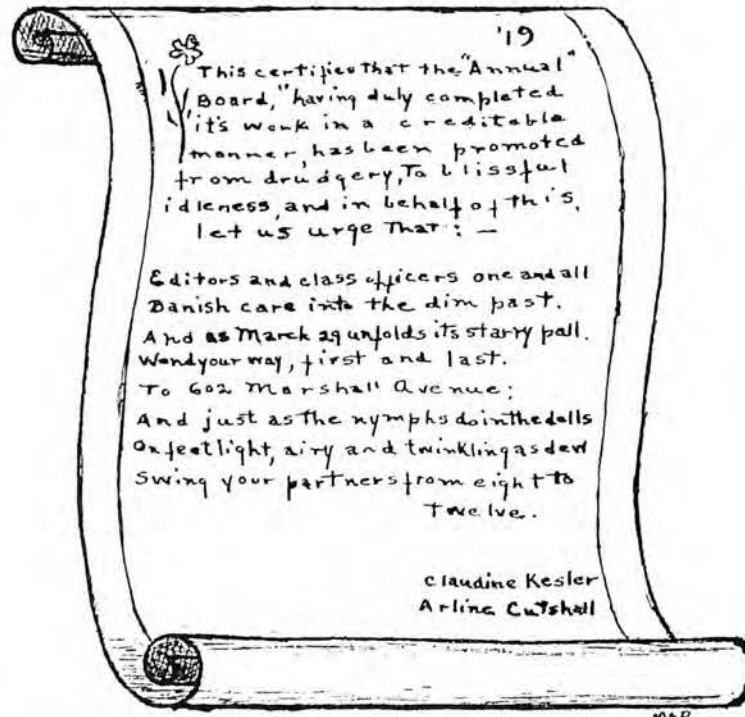 '19
This certifies that the "Annual"
Board," having duly completed
it's work in a creditable
manner, has been promoted
from drudgery, To blissful
idleness, and in behalf of this,
let us urge that: —
Editors and class officers one and all
Banish care into the dim past.
And as March 29 unfolds its starry pall.
Wend your way, first and last.
To 602 Marshall Avenue;
And just as the nymphs do in the dells
On feet light, airy and twinkling as dew
Swing your partners from eight to
twelve.
Claudine Kesler
Arline Cutshall